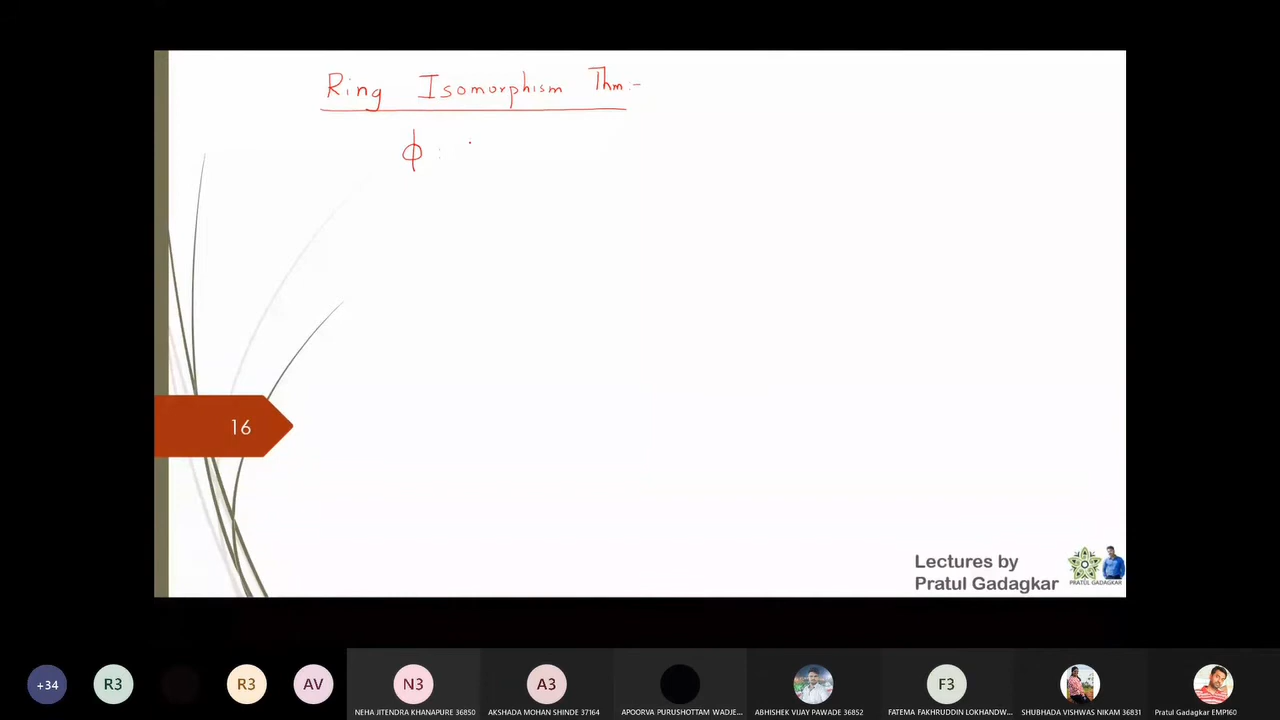 Ring Isomorphism Thm:-
ϕ :
16
Lectures by
Pratul Gadagkar
PRATUL GADAGKAR
+34
R3
R3
AV
N3
A3
F3
NEHA JITENDRA KHANAPURE 36850
AKSHADA MOHAN SHINDE 37164
APOORVA PURUSHOTTAM WADJE...
ABHISHEK VIJAY PAWADE 36852
FATEMA FAKHRUDDIN LOKHANDW...
SHUBHADA VISHWAS NIKAM 36831
Pratul Gadagkar EMP160